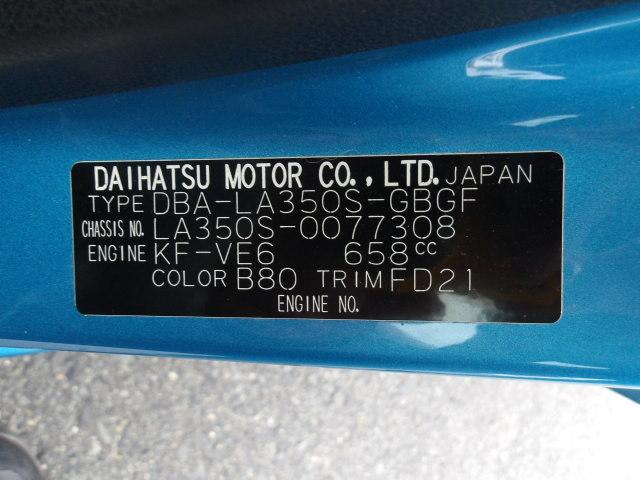 DAIHATSU MOTOR CO., LTD. JAPAN
TYPE DBA-LA350S-GBGF
CHASSIS NO. LA350S-0077308
ENGINE KF-VE6 658cc
COLOR B80 TRIM FD21
ENGINE NO.